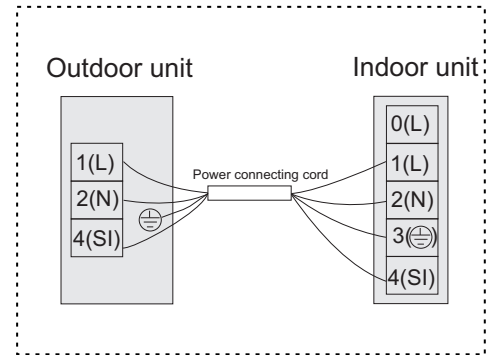 Outdoor unit
Indoor unit
1(L)
2(N)
4(SI)
Power connecting cord
0(L)
1(L)
2(N)
3(⏚)
4(SI)